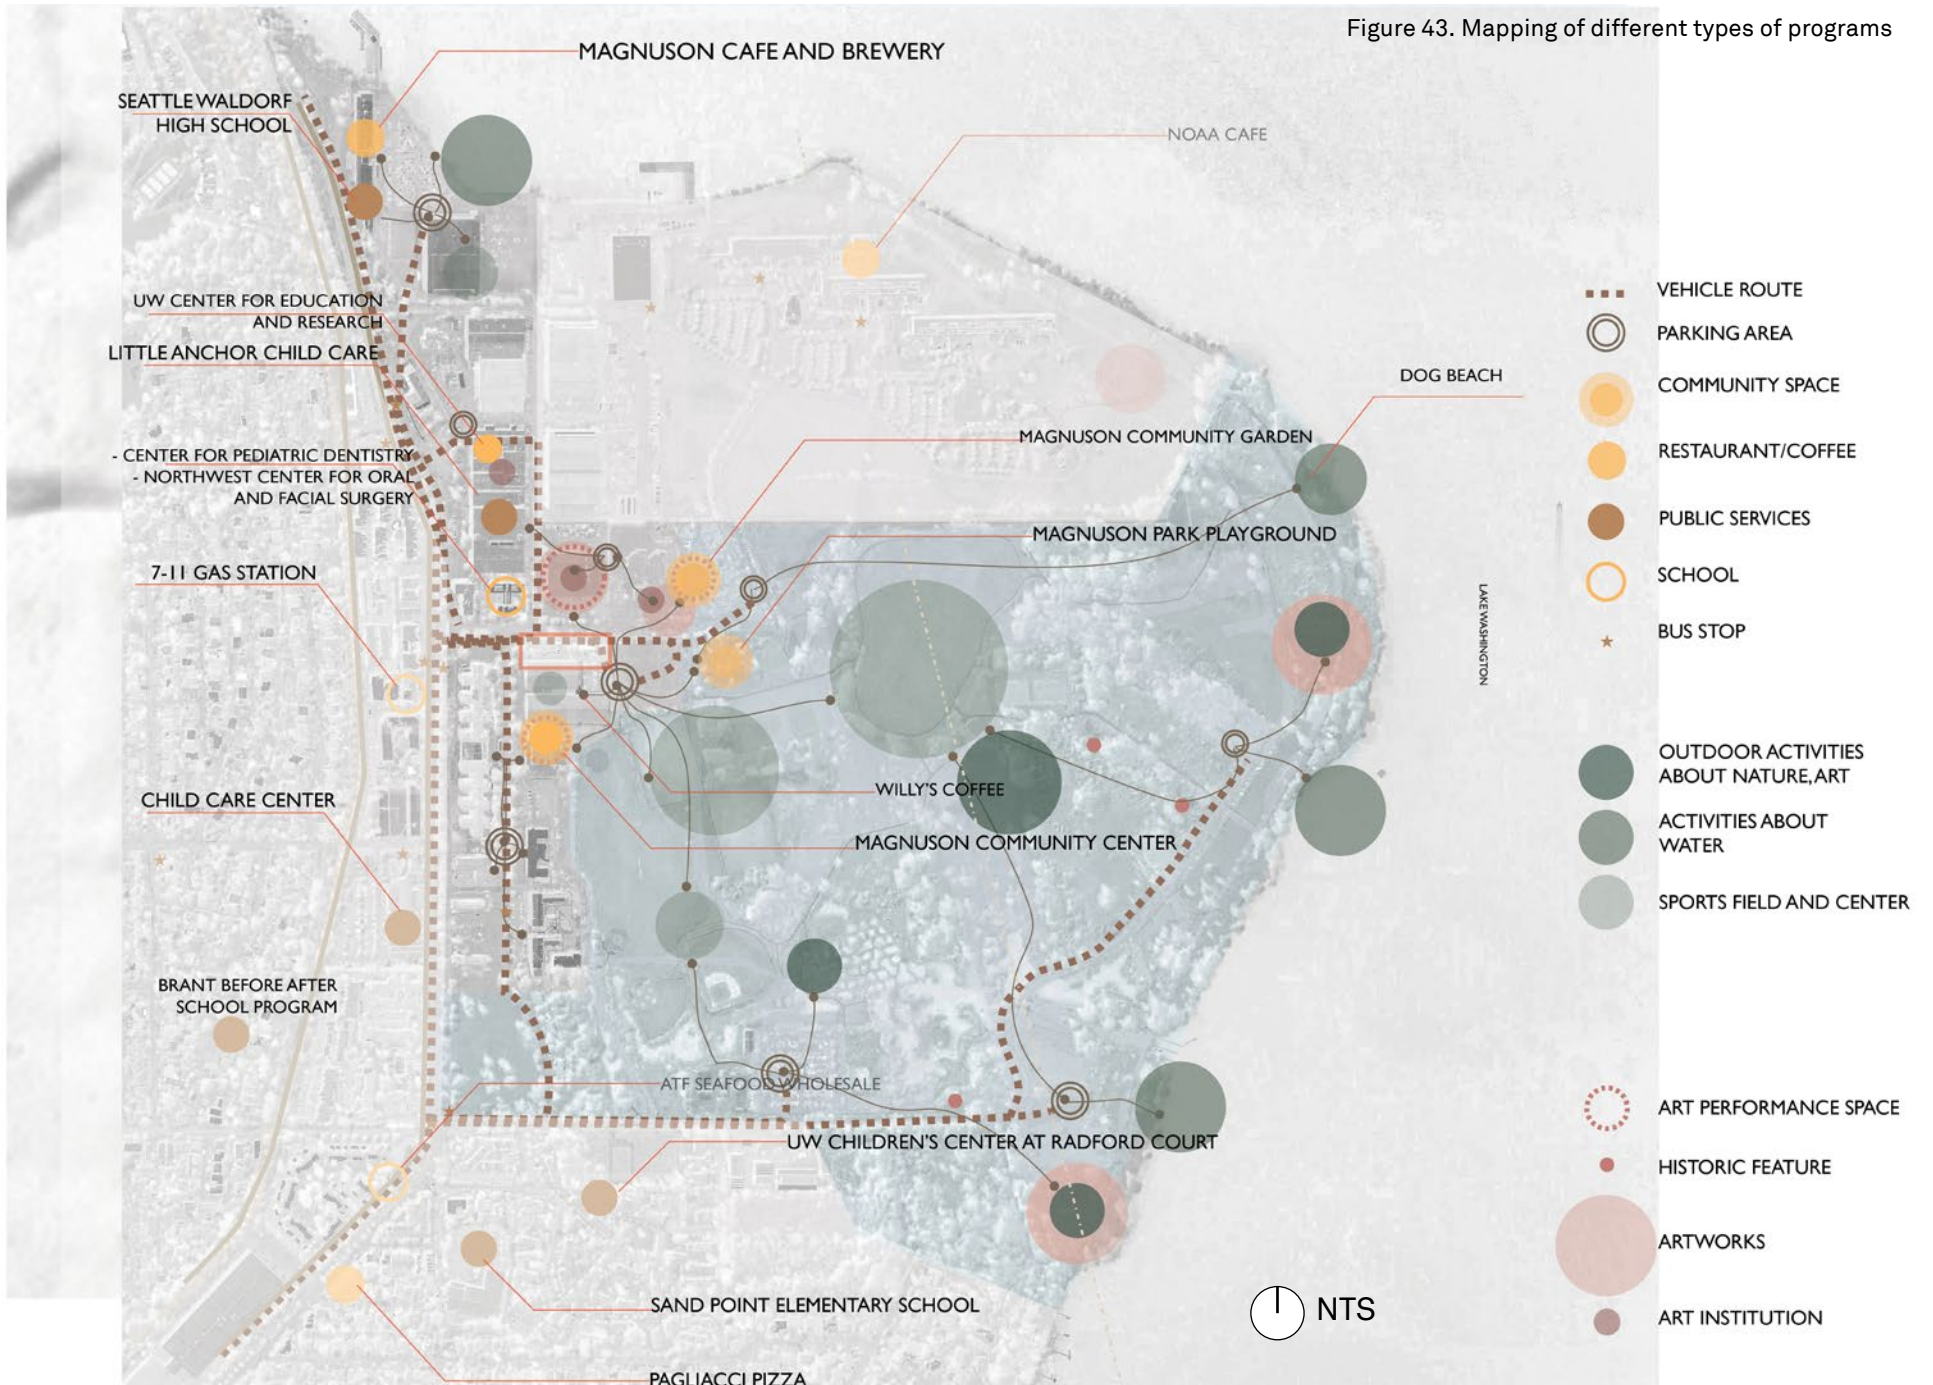 Figure 43. Mapping of different types of programs
MAGNUSON CAFE AND BREWERY
SEATTLE WALDORF
HIGH SCHOOL
NOAA CAFE
UW CENTER FOR EDUCATION
AND RESEARCH
LITTLE ANCHOR CHILD CARE
DOG BEACH
MAGNUSON COMMUNITY GARDEN
- CENTER FOR PEDIATRIC DENTISTRY
- NORTHWEST CENTER FOR ORAL
AND FACIAL SURGERY
MAGNUSON PARK PLAYGROUND
7-11 GAS STATION
LAKE WASHINGTON
WILLY'S COFFEE
CHILD CARE CENTER
MAGNUSON COMMUNITY CENTER
BRANT BEFORE AFTER
SCHOOL PROGRAM
ATF SEAFOOD WHOLESALE
UW CHILDREN'S CENTER AT RADFORD COURT
SAND POINT ELEMENTARY SCHOOL
PAGLIACCI PIZZA
NTS
VEHICLE ROUTE
PARKING AREA
COMMUNITY SPACE
RESTAURANT/COFFEE
PUBLIC SERVICES
SCHOOL
BUS STOP
OUTDOOR ACTIVITIES
ABOUT NATURE, ART
ACTIVITIES ABOUT
WATER
SPORTS FIELD AND CENTER
ART PERFORMANCE SPACE
HISTORIC FEATURE
ARTWORKS
ART INSTITUTION